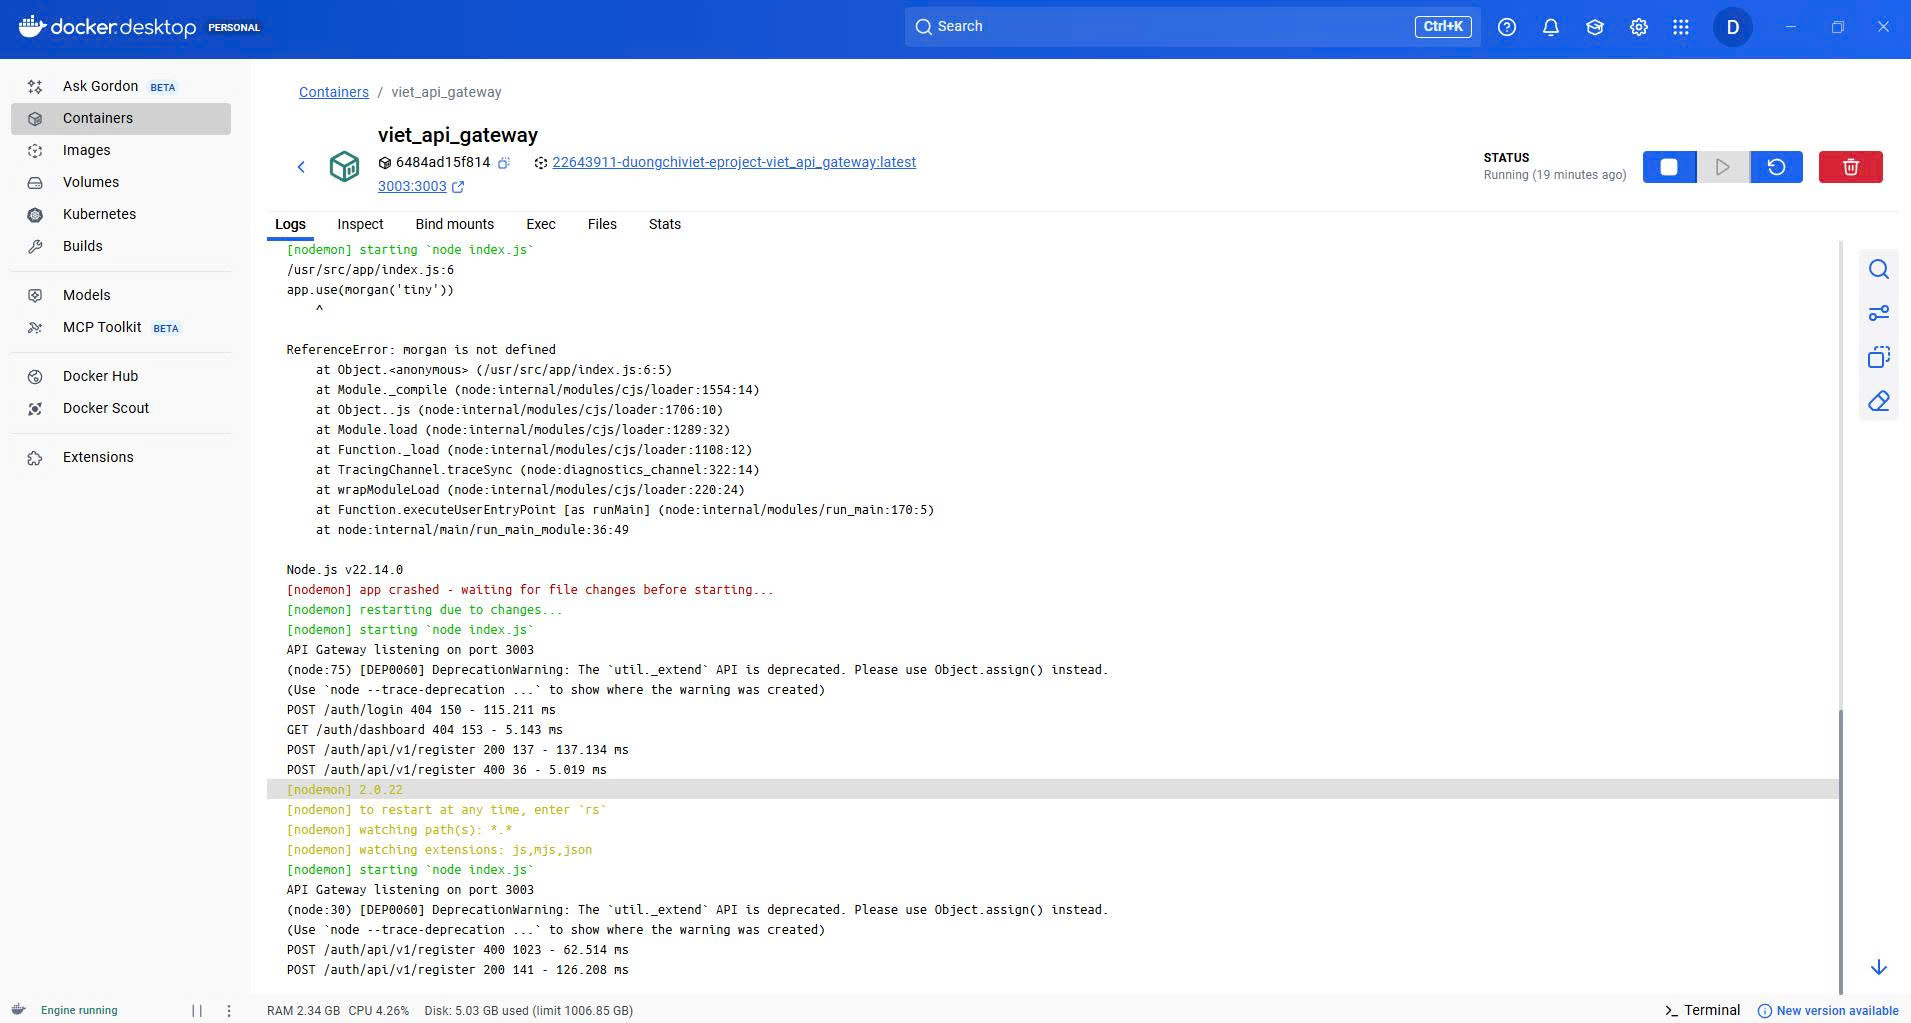 docker.desktop PERSONAL
Search
Ctrl+K
D
Ask Gordon BETA
Containers
Images
Volumes
Kubernetes
Builds
Models
MCP Toolkit BETA
Docker Hub
Docker Scout
Extensions
Containers / viet_api_gateway
viet_api_gateway
6484ad15f814 22643911-duongchiviet-eproject-viet_api_gateway:latest
3003:3003
STATUS
Running (19 minutes ago)
Logs Inspect Bind mounts Exec Files Stats
[nodemon] starting `node index.js`
/usr/src/app/index.js:6
app.use(morgan('tiny'))
^
ReferenceError: morgan is not defined
at Object.<anonymous> (/usr/src/app/index.js:6:5)
at Module._compile (node:internal/modules/cjs/loader:1554:14)
at Object..js (node:internal/modules/cjs/loader:1706:10)
at Module.load (node:internal/modules/cjs/loader:1289:32)
at Function._load (node:internal/modules/cjs/loader:1108:12)
at TracingChannel.traceSync (node:diagnostics_channel:322:14)
at wrapModuleLoad (node:internal/modules/cjs/loader:220:24)
at Function.executeUserEntryPoint [as runMain] (node:internal/modules/run_main:170:5)
at node:internal/main/run_main_module:36:49
Node.js v22.14.0
[nodemon] app crashed - waiting for file changes before starting...
[nodemon] restarting due to changes...
[nodemon] starting `node index.js`
API Gateway listening on port 3003
(node:75) [DEP0060] DeprecationWarning: The `util._extend` API is deprecated. Please use Object.assign() instead.
(Use `node --trace-deprecation ...` to show where the warning was created)
POST /auth/login 404 150 - 115.211 ms
GET /auth/dashboard 404 153 - 5.143 ms
POST /auth/api/v1/register 200 137 - 137.134 ms
POST /auth/api/v1/register 400 36 - 5.019 ms
[nodemon] 2.0.22
[nodemon] to restart at any time, enter `rs`
[nodemon] watching path(s): *.*
[nodemon] watching extensions: js,mjs,json
[nodemon] starting `node index.js`
API Gateway listening on port 3003
(node:30) [DEP0060] DeprecationWarning: The `util._extend` API is deprecated. Please use Object.assign() instead.
(Use `node --trace-deprecation ...` to show where the warning was created)
POST /auth/api/v1/register 400 1023 - 62.514 ms
POST /auth/api/v1/register 200 141 - 126.208 ms
Engine running
RAM 2.34 GB CPU 4.26% Disk: 5.03 GB used (limit 1006.85 GB)
>_ Terminal
New version available